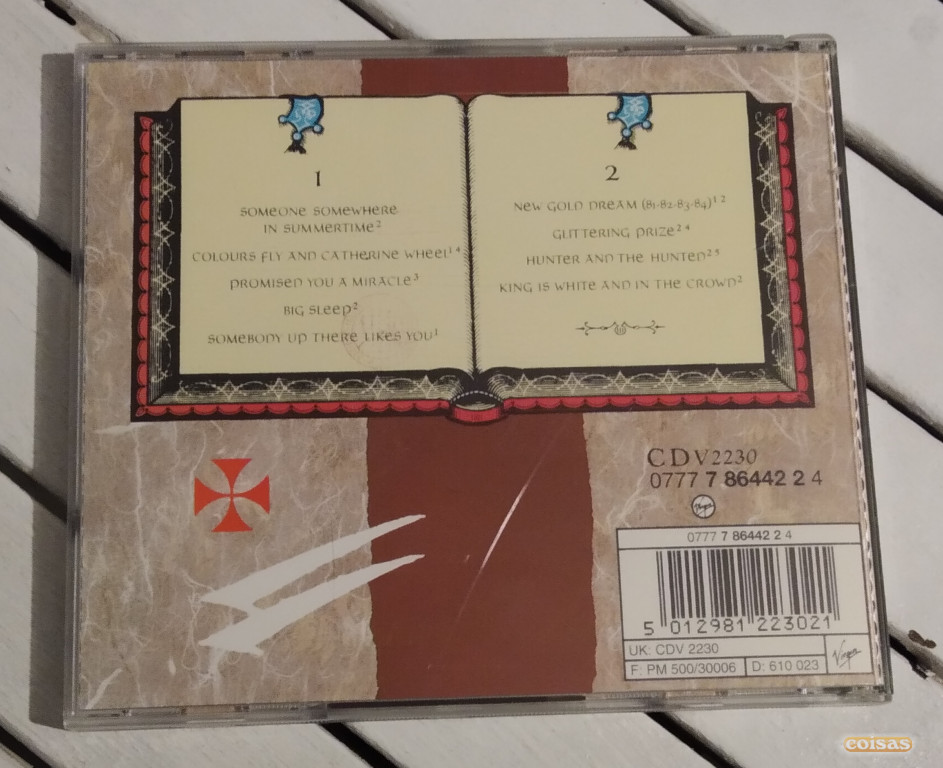 1
SOMEONE SOMEWHERE
IN SUMMERTIME²
COLOURS FLY AND CATHERINE WHEEL¹ ⁴
PROMISED YOU A MIRACLE³
BIG SLEEP²
SOMEBODY UP THERE LIKES YOU¹
2
NEW GOLD DREAM (81-82-83-84)¹ ²
GLITTERING PRIZE² ⁴
HUNTER AND THE HUNTED² ⁵
KING IS WHITE AND IN THE CROWD²
CDV2230
0777 7 86442 2 4
Virgin
0777 7 86442 2 4
5 012981 223021
UK: CDV 2230
F: PM 500/30006 D: 610 023
Virgin
coisas